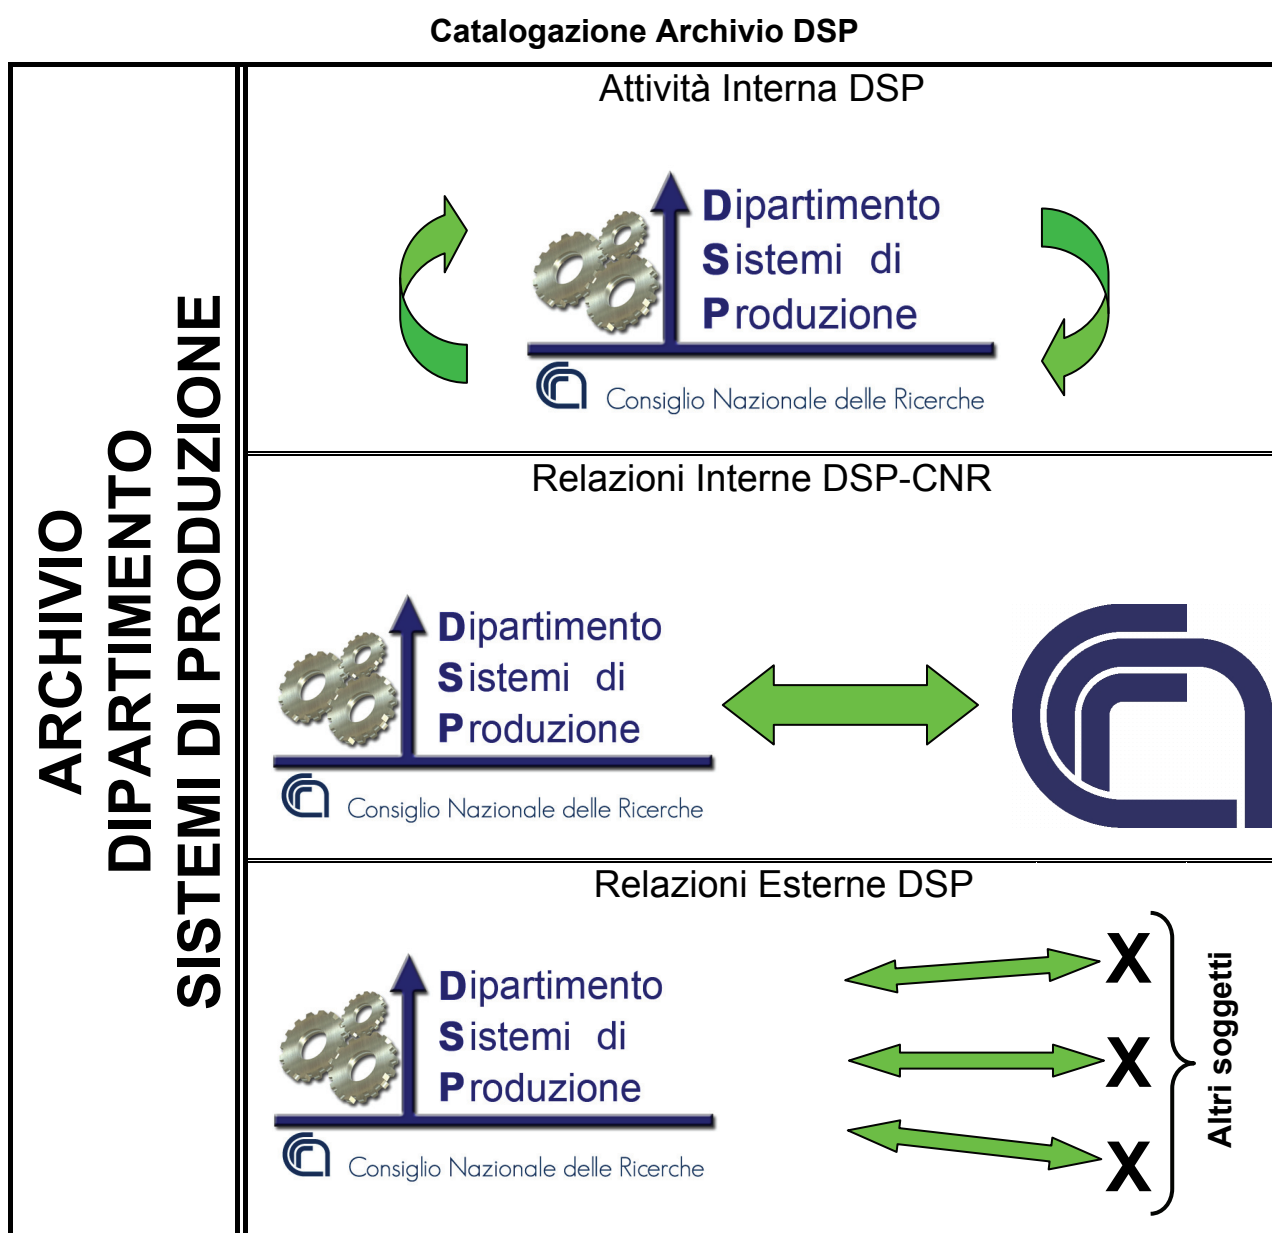 Catalogazione Archivio DSP
ARCHIVIO
DIPARTIMENTO
SISTEMI DI PRODUZIONE
Attività Interna DSP
Dipartimento
Sistemi di
Produzione
Consiglio Nazionale delle Ricerche
Relazioni Interne DSP-CNR
Dipartimento
Sistemi di
Produzione
Consiglio Nazionale delle Ricerche
Relazioni Esterne DSP
Dipartimento
Sistemi di
Produzione
Consiglio Nazionale delle Ricerche
X
X
X
Altri soggetti